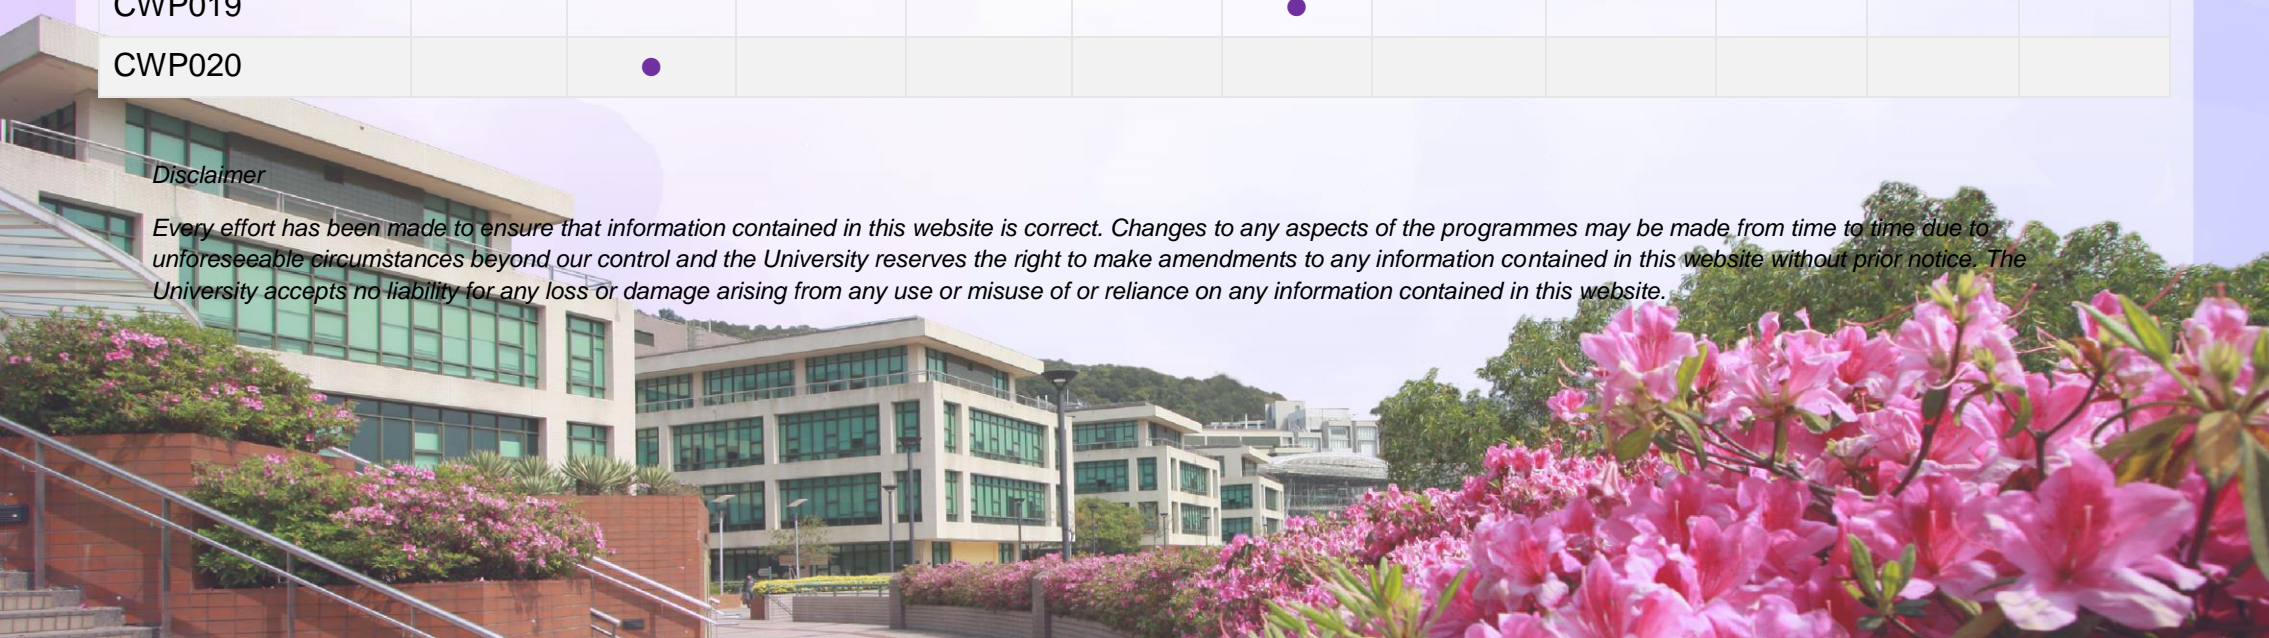 CWP019
CWP020
Disclaimer
Every effort has been made to ensure that information contained in this website is correct. Changes to any aspects of the programmes may be made from time to time due to
unforeseeable circumstances beyond our control and the University reserves the right to make amendments to any information contained in this website without prior notice. The
University accepts no liability for any loss or damage arising from any use or misuse of or reliance on any information contained in this website.